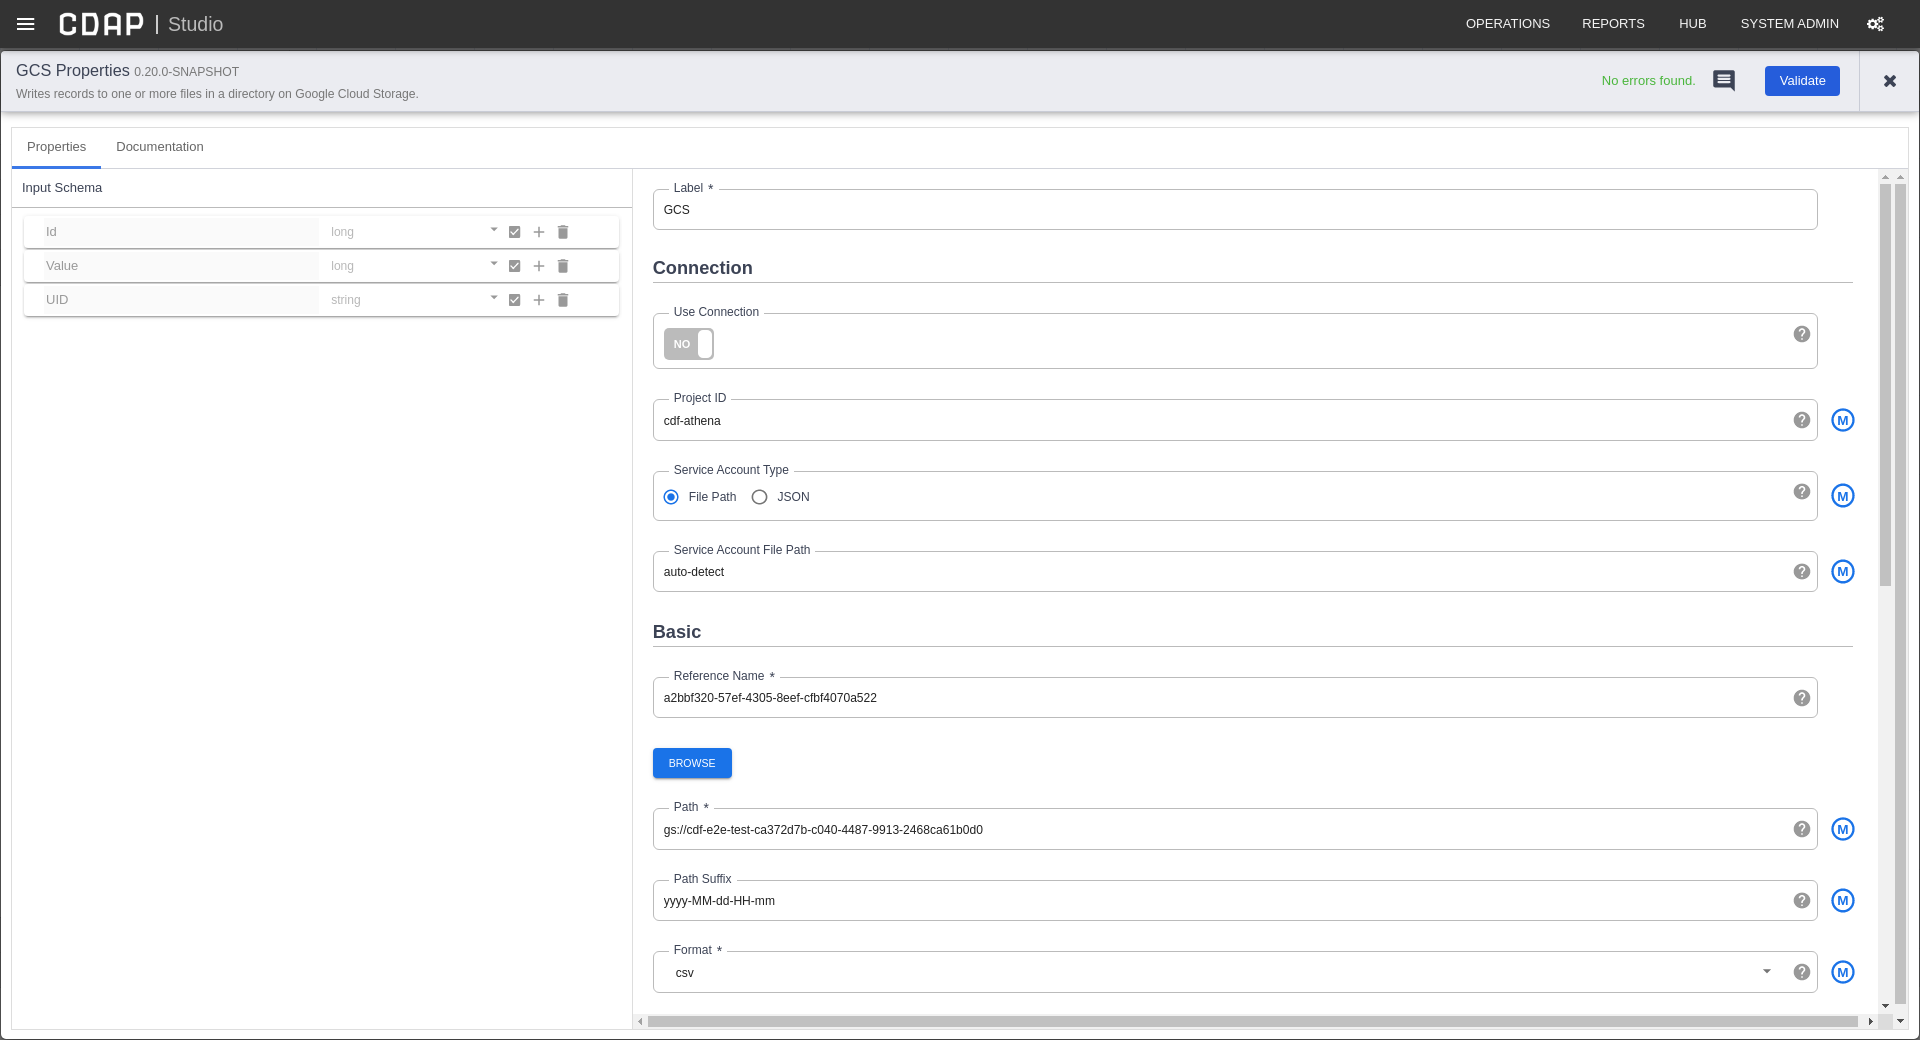 CDAP | Studio
OPERATIONS REPORTS HUB SYSTEM ADMIN
GCS Properties 0.20.0-SNAPSHOT
Writes records to one or more files in a directory on Google Cloud Storage.
No errors found.
Validate
Properties Documentation
Input Schema
Id long
Value long
UID string
Label *
GCS
Connection
Use Connection
NO
Project ID
cdf-athena
M
Service Account Type
File Path JSON
M
Service Account File Path
auto-detect
M
Basic
Reference Name *
a2bbf320-57ef-4305-8eef-cfbf4070a522
BROWSE
Path *
gs://cdf-e2e-test-ca372d7b-c040-4487-9913-2468ca61b0d0
M
Path Suffix
yyyy-MM-dd-HH-mm
M
Format *
csv
M